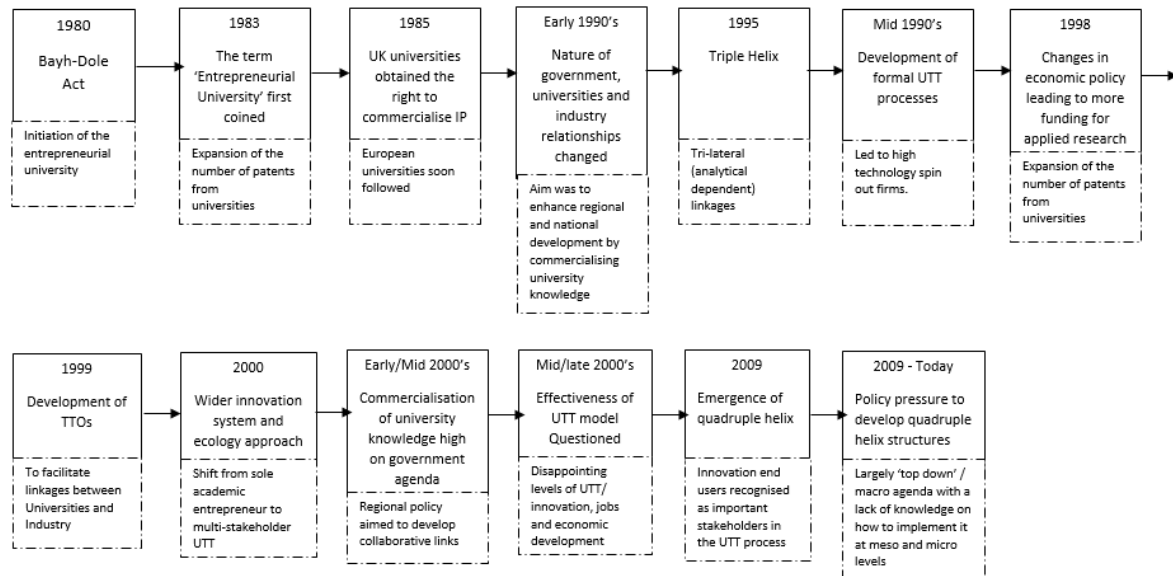 1980
Bayh-Dole
Act
Initiation of the
entrepreneurial
university
1983
The term
‘Entrepreneurial
University’ first
coined
Expansion of the
number of patents
from
universities
1985
UK universities
obtained the
right to
commercialise IP
European
universities soon
followed
Early 1990’s
Nature of
government,
universities and
industry
relationships
changed
Aim was to
enhance regional
and national
development by
commercialising
university
knowledge
1995
Triple Helix
Tri-lateral
(analytical
dependent)
linkages
Mid 1990’s
Development of
formal UTT
processes
Led to high
technology spin
out firms.
1998
Changes in
economic policy
leading to more
funding for
applied research
Expansion of the
number of patents
from
universities
1999
Development of
TTOs
To facilitate
linkages between
Universities and
Industry
2000
Wider innovation
system and
ecology approach
Shift from sole
academic
entrepreneur to
multi-stakeholder
UTT
Early/Mid 2000’s
Commercialisation
of university
knowledge high
on government
agenda
Regional policy
aimed to develop
collaborative links
Mid/late 2000’s
Effectiveness of
UTT model
Questioned
Disappointing
levels of UTT/
innovation, jobs
and economic
development
2009
Emergence of
quadruple helix
Innovation end
users recognised
as important
stakeholders in
the UTT process
2009 - Today
Policy pressure to
develop quadruple
helix structures
Largely ‘top down’ /
macro agenda with a
lack of knowledge on
how to implement it
at meso and micro
levels